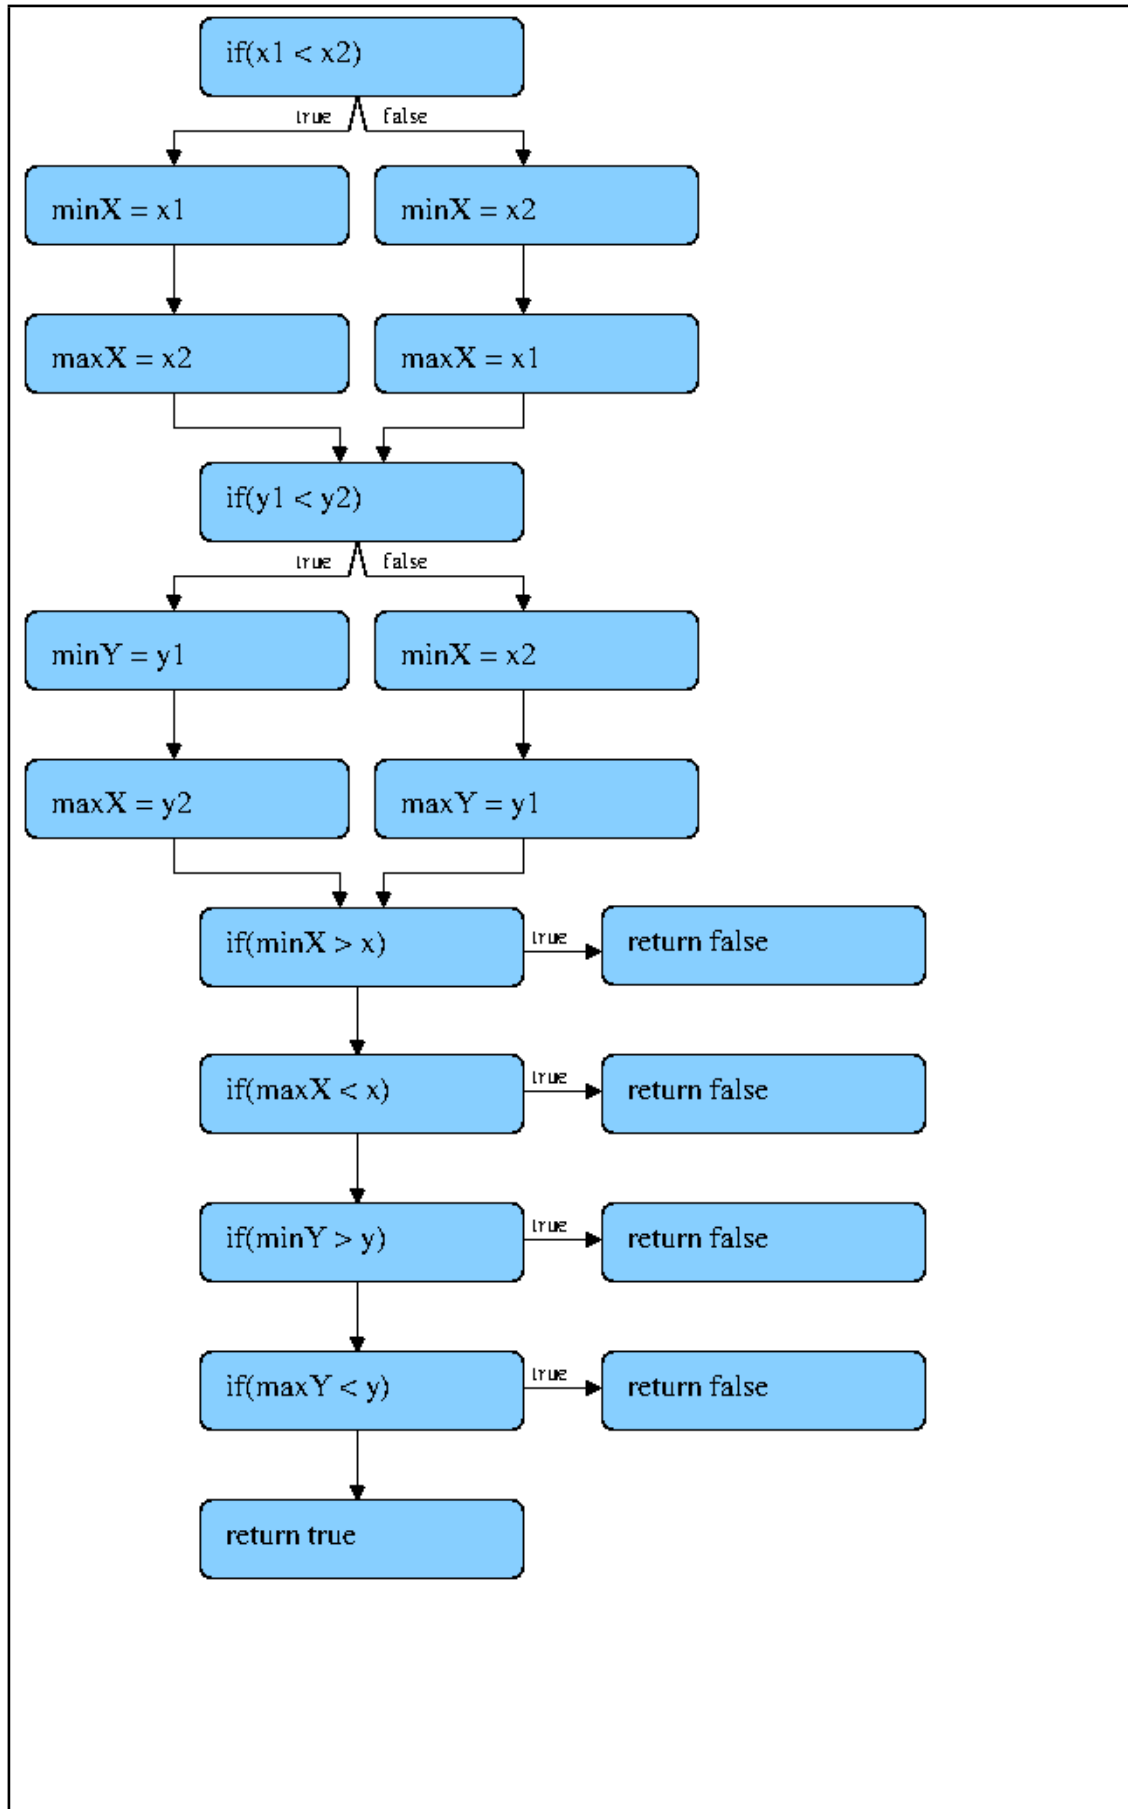 if(x1 < x2)
true false
minX = x1
minX = x2
maxX = x2
maxX = x1
if(y1 < y2)
true false
minY = y1
minX = x2
maxX = y2
maxY = y1
if(minX > x)
true
return false
if(maxX < x)
true
return false
if(minY > y)
true
return false
if(maxY < y)
true
return false
return true